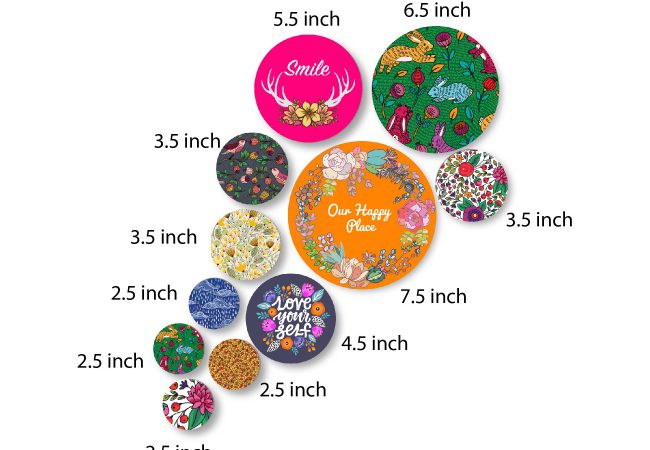 5.5 inch
6.5 inch
Smile
3.5 inch
Our Happy
Place
3.5 inch
3.5 inch
2.5 inch
7.5 inch
Love
your
self
4.5 inch
2.5 inch
2.5 inch
inch